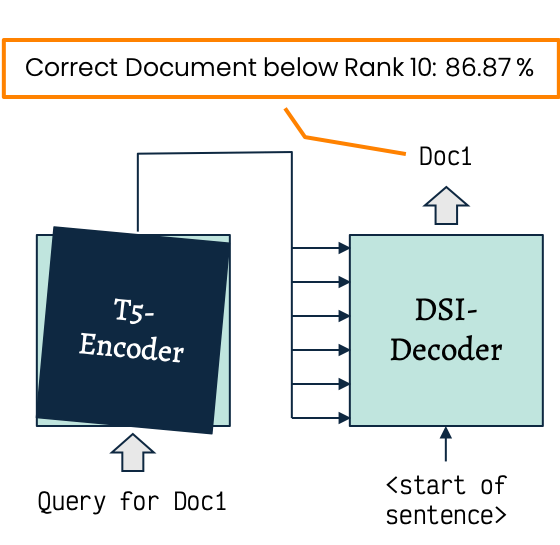 Correct Document below Rank 10: 86.87 %
Doc1
T5-
Encoder
DSI-
Decoder
Query for Doc1
<start of
sentence>